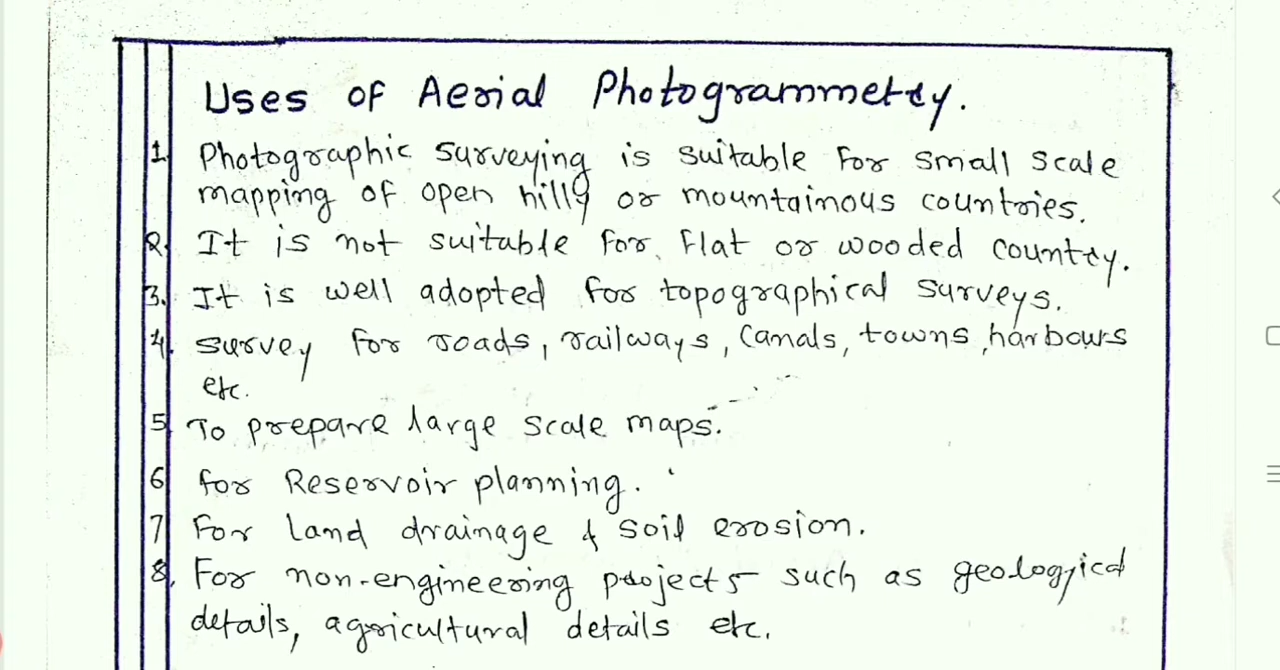 Uses of Aerial Photogrammetry.
1. Photographic surveying is suitable for small scale
mapping of open hilly or mountainous countries.
2. It is not suitable for flat or wooded country.
3. It is well adopted for topographical surveys.
4. Survey for roads, railways, canals, towns, harbours
etc.
5. To prepare large scale maps.
6 for Reservoir planning.
7 For land drainage & soil erosion.
8. For non-engineering projects such as geological
details, agricultural details etc.